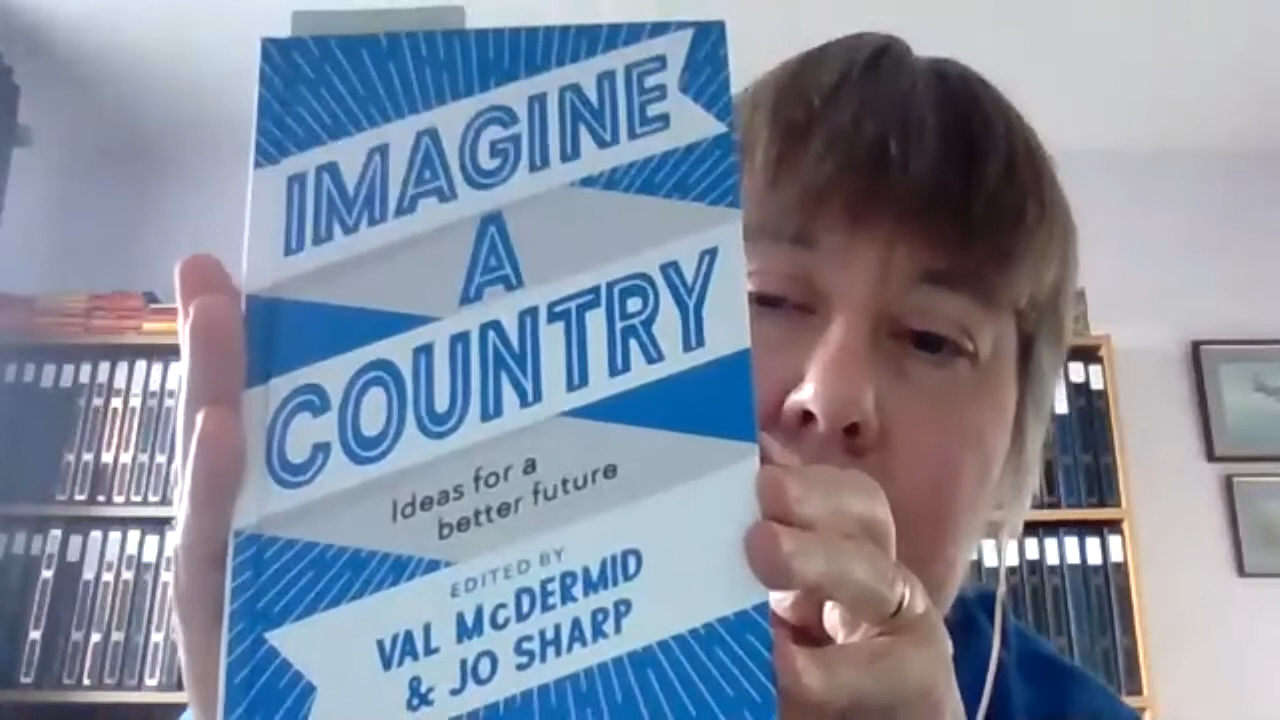 IMAGINE
A
COUNTRY
Ideas for a
better future
EDITED BY
VAL McDERMID
& JO SHARP